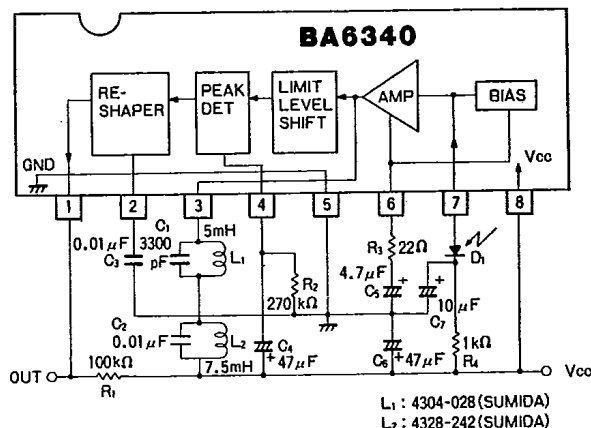 BA6340
RE-
SHAPER
PEAK
DET
LIMIT
LEVEL
SHIFT
AMP
BIAS
GND
Vcc
1 2 3 4 5 6 7 8
0.01μF
C3
C1
3300
pF
5mH
L1
R2
270kΩ
R3 22Ω
4.7μF
C5
+
D1
+
10μF
C7
C2
0.01μF
L2
7.5mH
C4
+
47μF
C6
+
47μF
1kΩ
R4
OUT
100kΩ
R1
Vcc
L1 : 4304-028 (SUMIDA)
L2 : 4328-242 (SUMIDA)